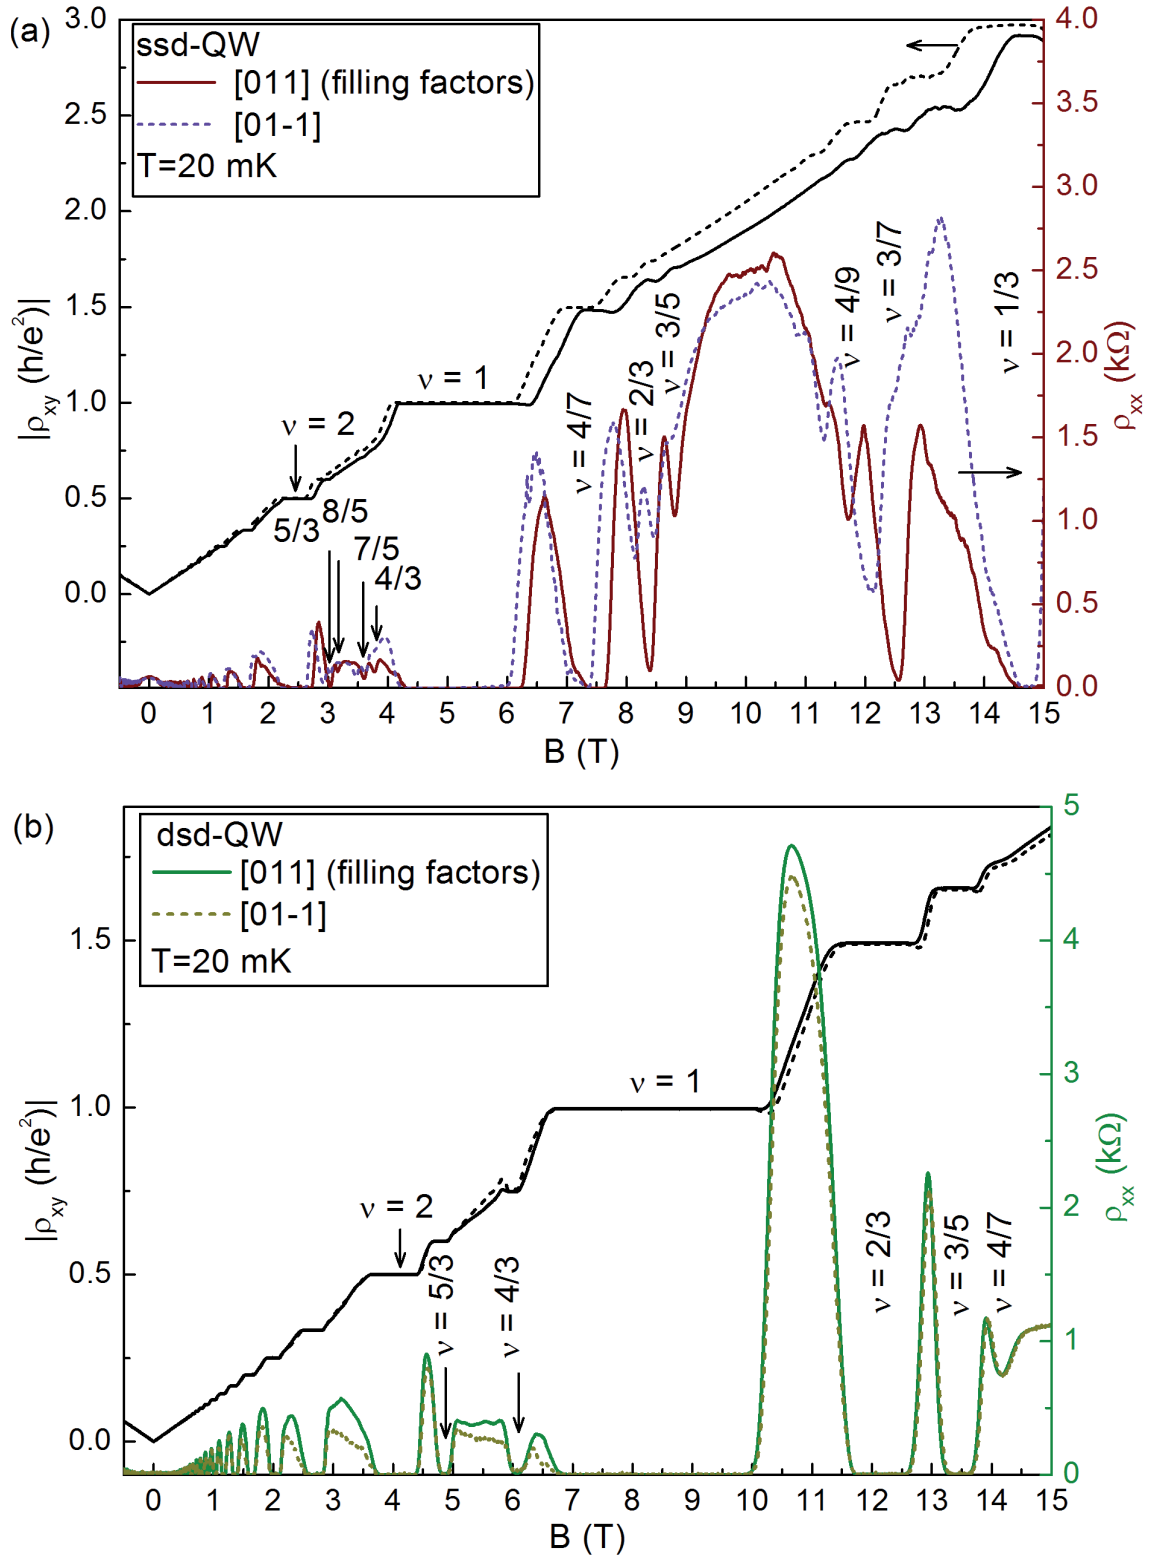 (a)
ssd-QW
[011] (filling factors)
[01-1]
T=20 mK
3.0
2.5
2.0
1.5
1.0
0.5
0.0
|ρxy (h/e²)|
4.0
3.5
3.0
2.5
2.0
1.5
1.0
0.5
0.0
ρxx (kΩ)
ν = 1
ν = 2
5/3
8/5
7/5
4/3
ν = 4/7
ν = 2/3
ν = 3/5
ν = 4/9
ν = 3/7
ν = 1/3
0 1 2 3 4 5 6 7 8 9 10 11 12 13 14 15
B (T)
(b)
dsd-QW
[011] (filling factors)
[01-1]
T=20 mK
1.5
1.0
0.5
0.0
|ρxy (h/e²)|
5
4
3
2
1
0
ρxx (kΩ)
ν = 1
ν = 2
ν = 5/3
ν = 4/3
ν = 2/3
ν = 3/5
ν = 4/7
0 1 2 3 4 5 6 7 8 9 10 11 12 13 14 15
B (T)